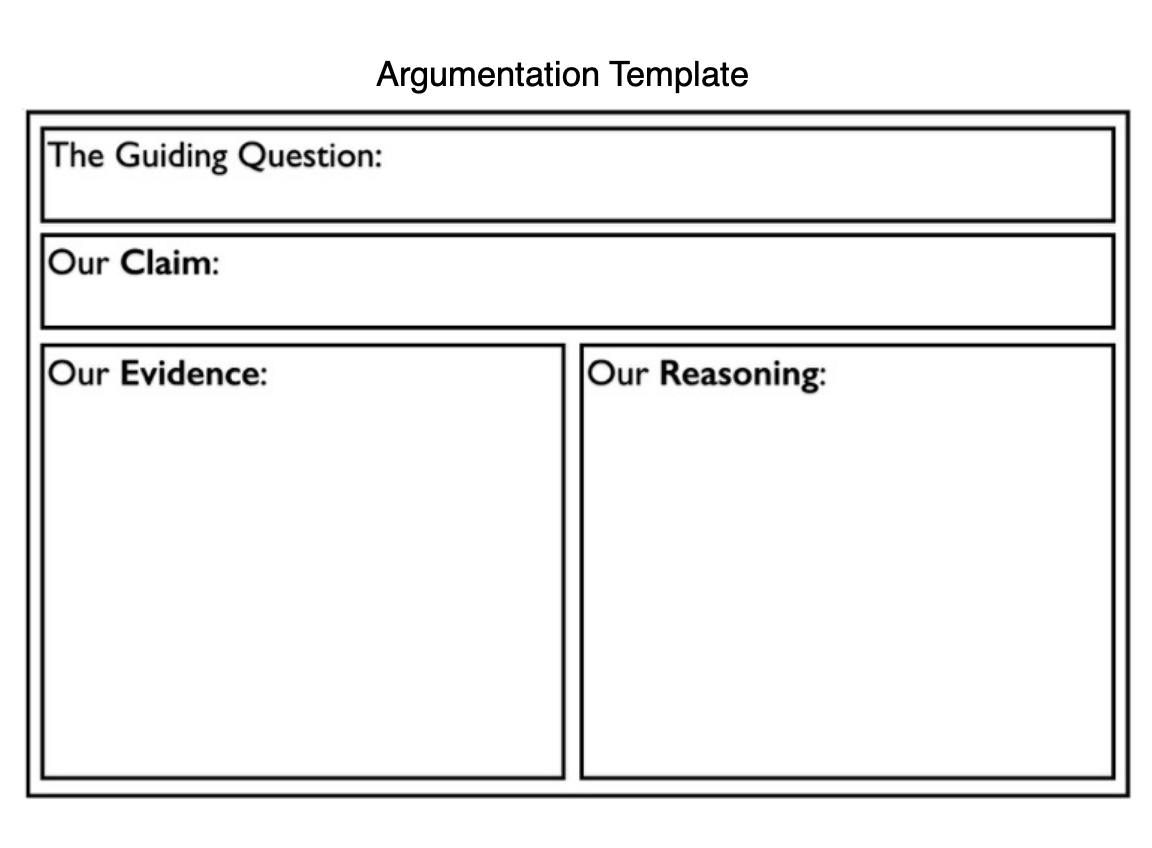 Argumentation Template
The Guiding Question:
Our Claim:
Our Evidence:
Our Reasoning: